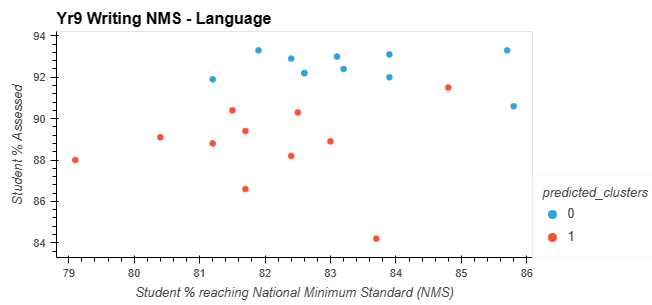 Yr9 Writing NMS - Language
94
92
90
88
86
84
Student % Assessed
79 80 81 82 83 84 85 86
Student % reaching National Minimum Standard (NMS)
predicted_clusters
0
1